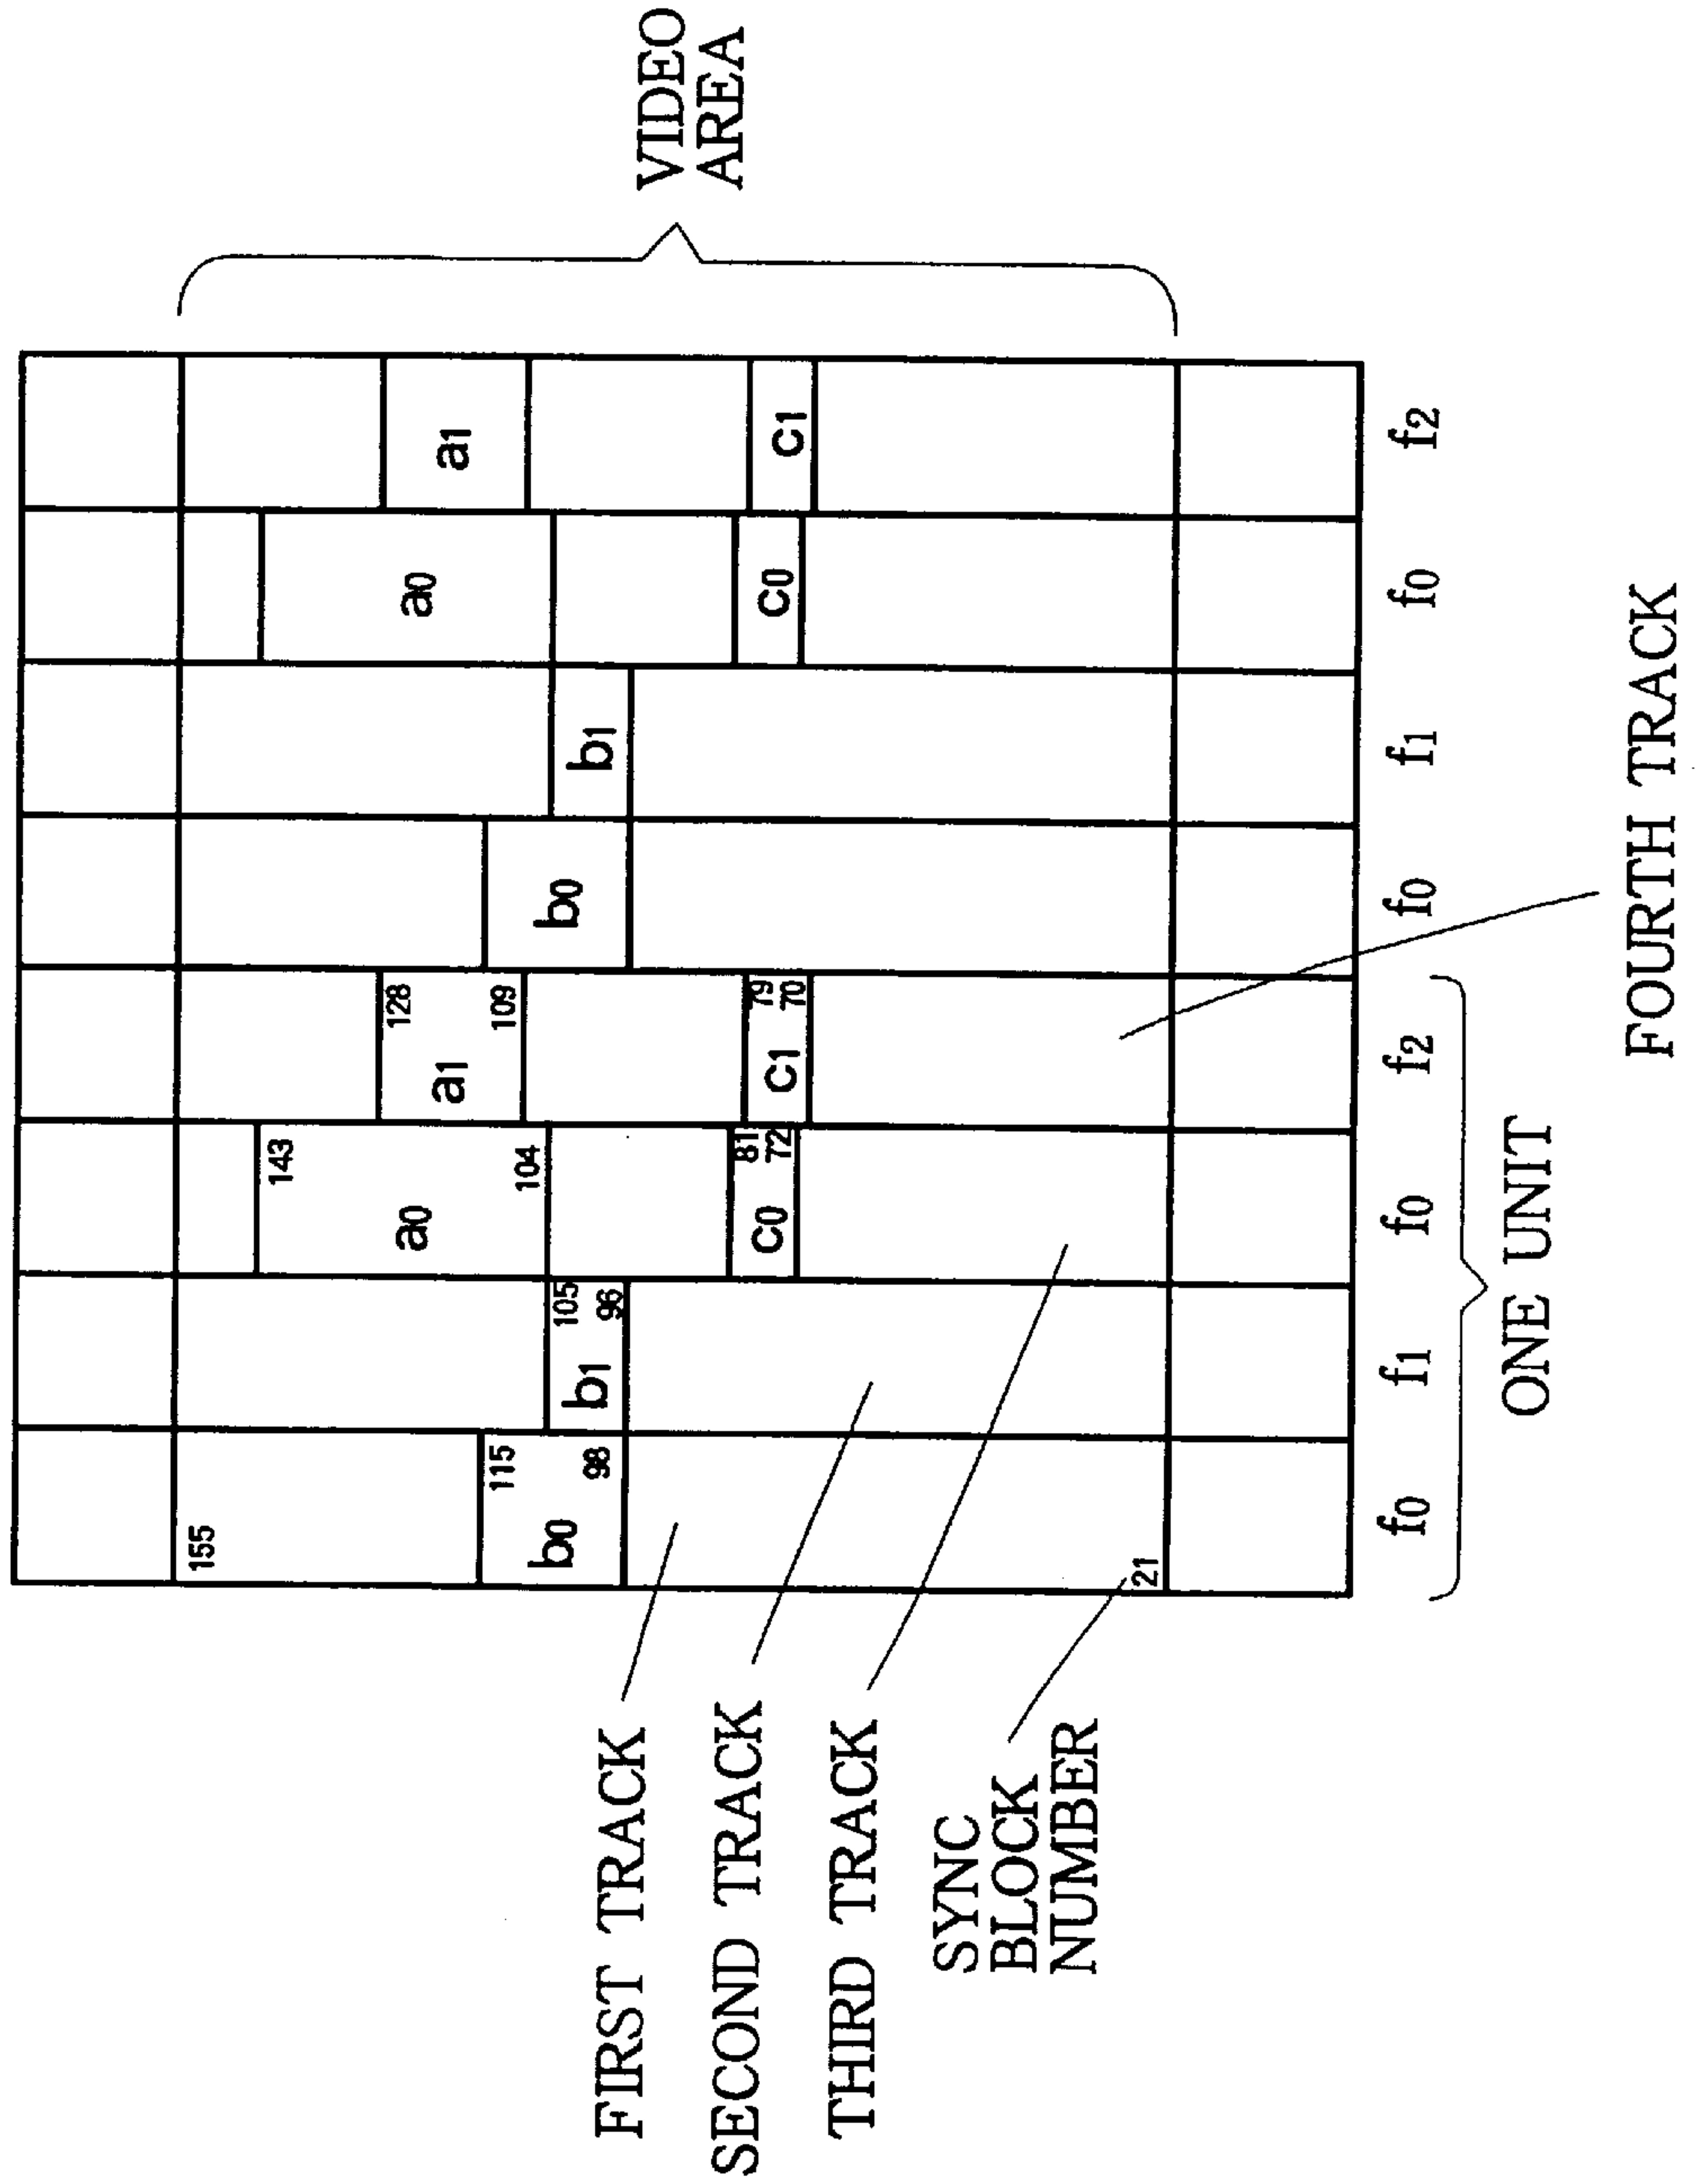 155
143
128
a0
a1
a0
a1
115
109
104
b0
98
b1
105
96
b0
b1
81
72
c0
79
70
c1
c0
c1
21
VIDEO
AREA
FIRST TRACK
SECOND TRACK
THIRD TRACK
SYNC
BLOCK
NUMBER
f0 f1 f0 f2 f0 f1 f0 f2
ONE UNIT
FOURTH TRACK